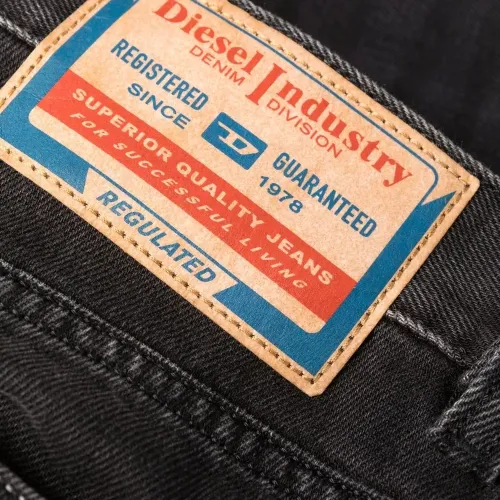 Diesel Industry
DENIM DIVISION
REGISTERED GUARANTEED
SINCE D 1978
SUPERIOR QUALITY JEANS
FOR SUCCESSFUL LIVING
REGULATED